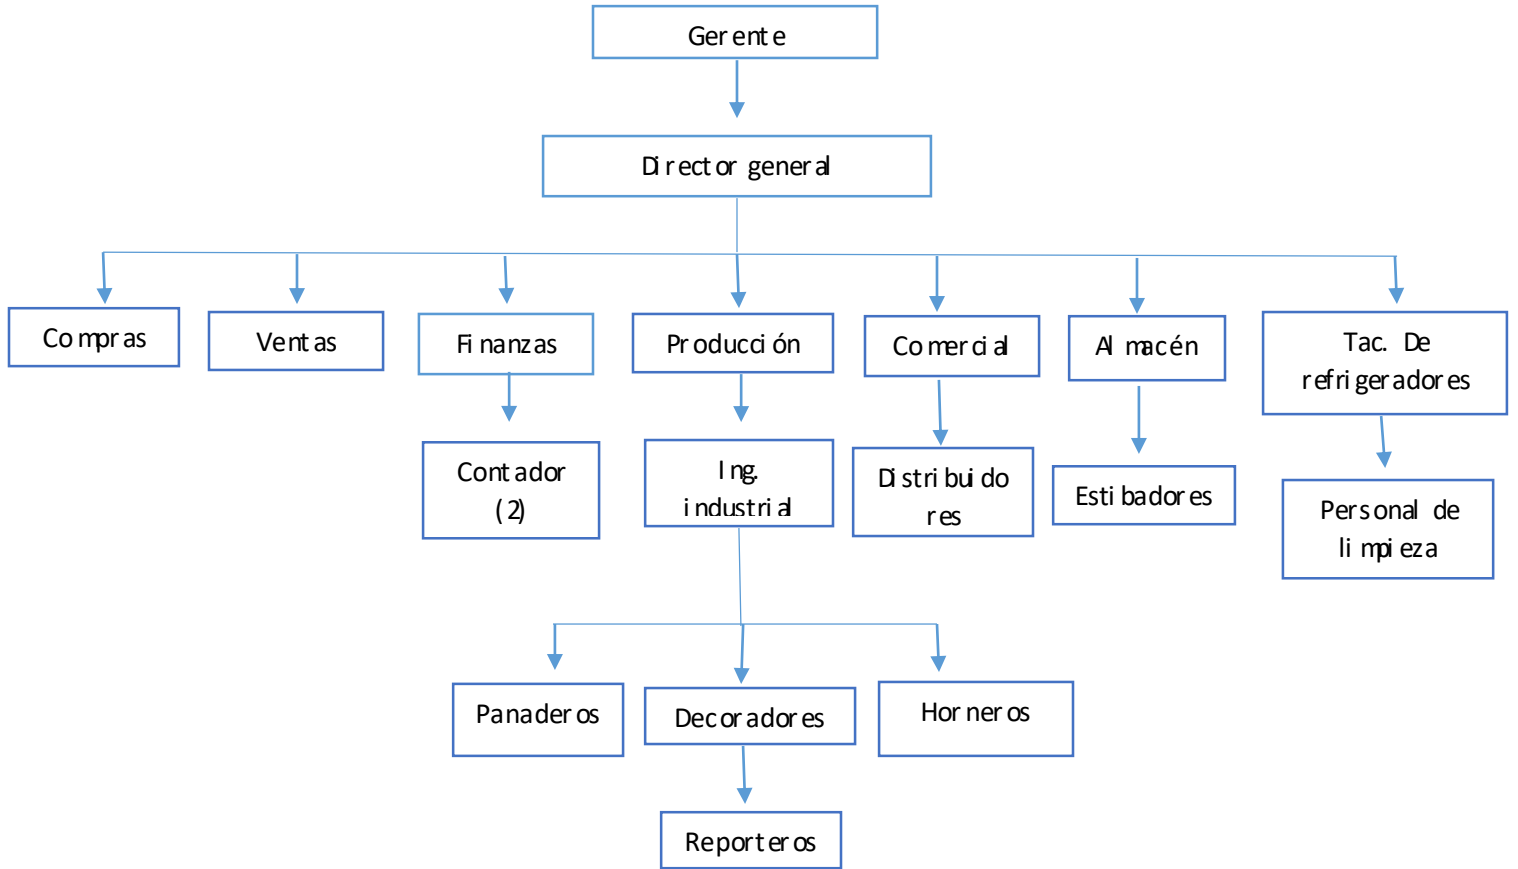 Gerente
Director general
Compras
Ventas
Finanzas
Producción
Comercial
Almacén
Tac. De
refrigeradores
Contador
(2)
Ing.
industrial
Distribuido
res
Estibadores
Personal de
limpieza
Panaderos
Decoradores
Horneros
Reporteros